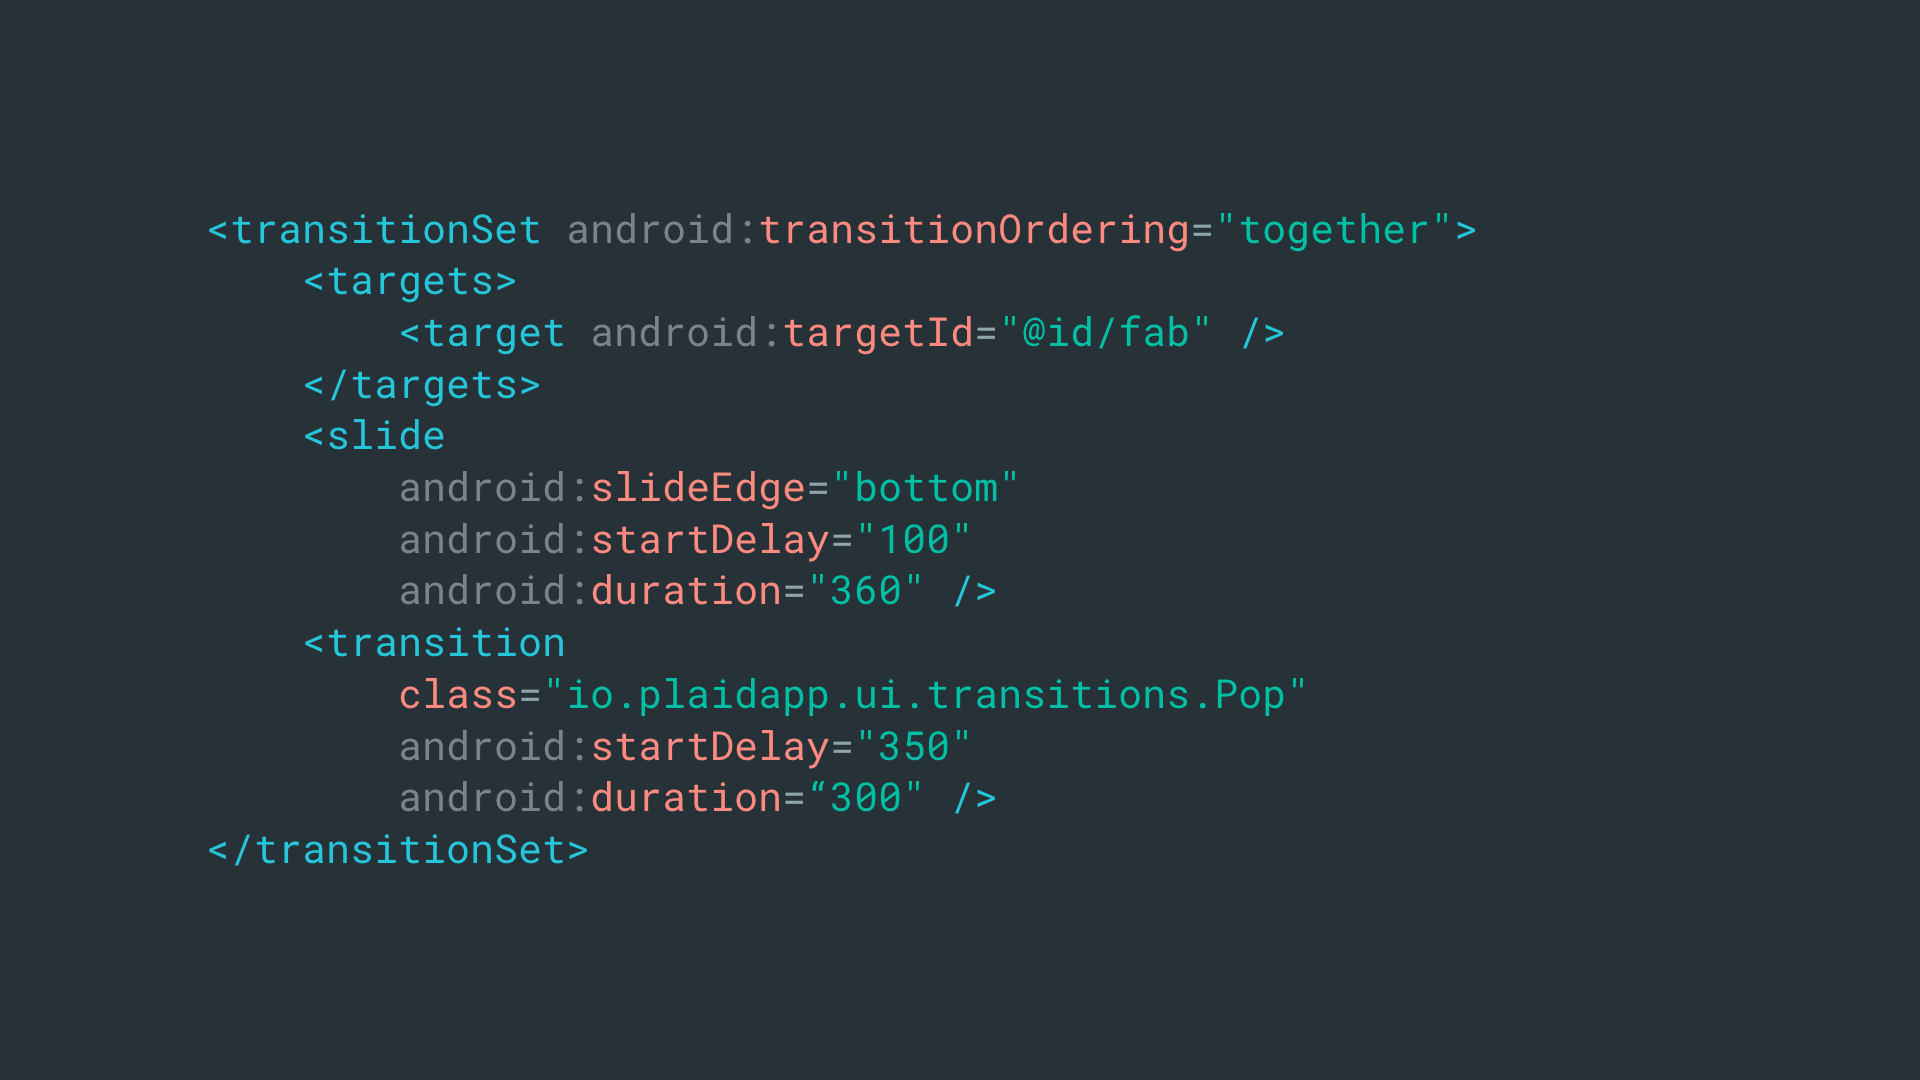 <transitionSet android:transitionOrdering="together">
    <targets>
        <target android:targetId="@id/fab" />
    </targets>
    <slide
        android:slideEdge="bottom"
        android:startDelay="100"
        android:duration="360" />
    <transition
        class="io.plaidapp.ui.transitions.Pop"
        android:startDelay="350"
        android:duration=“300" />
</transitionSet>